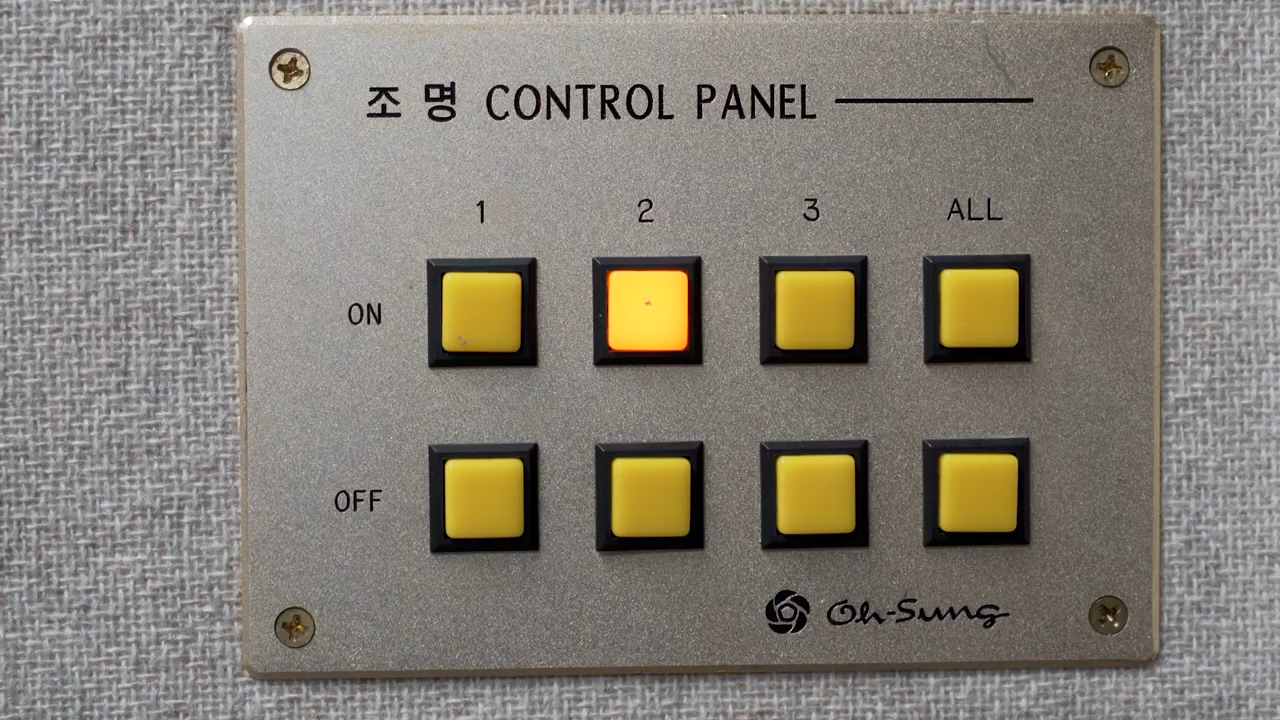 조 명 CONTROL PANEL
1 2 3 ALL
ON
OFF
Oh-Sung